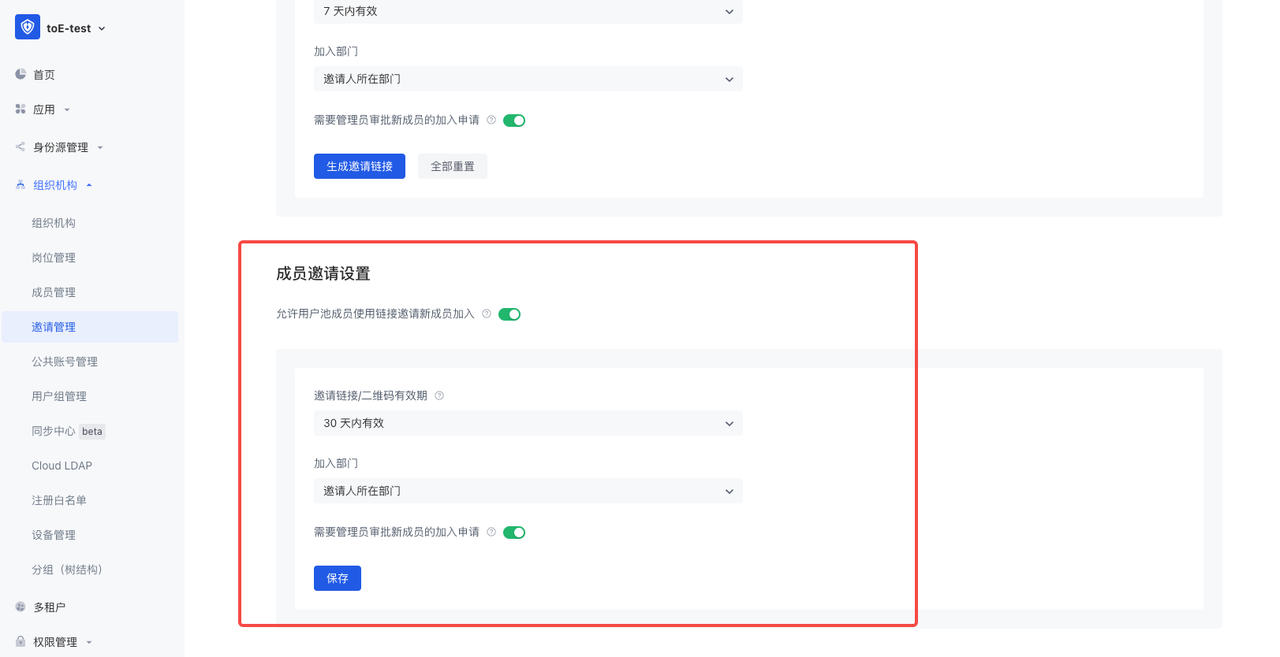 toE-test
首页
应用
身份源管理
组织机构
组织机构
岗位管理
成员管理
邀请管理
公共账号管理
用户组管理
同步中心 beta
Cloud LDAP
注册白名单
设备管理
分组（树结构）
多租户
权限管理
7 天内有效
加入部门
邀请人所在部门
需要管理员审批新成员的加入申请
生成邀请链接 全部重置
成员邀请设置
允许用户池成员使用链接邀请新成员加入
邀请链接/二维码有效期
30 天内有效
加入部门
邀请人所在部门
需要管理员审批新成员的加入申请
保存